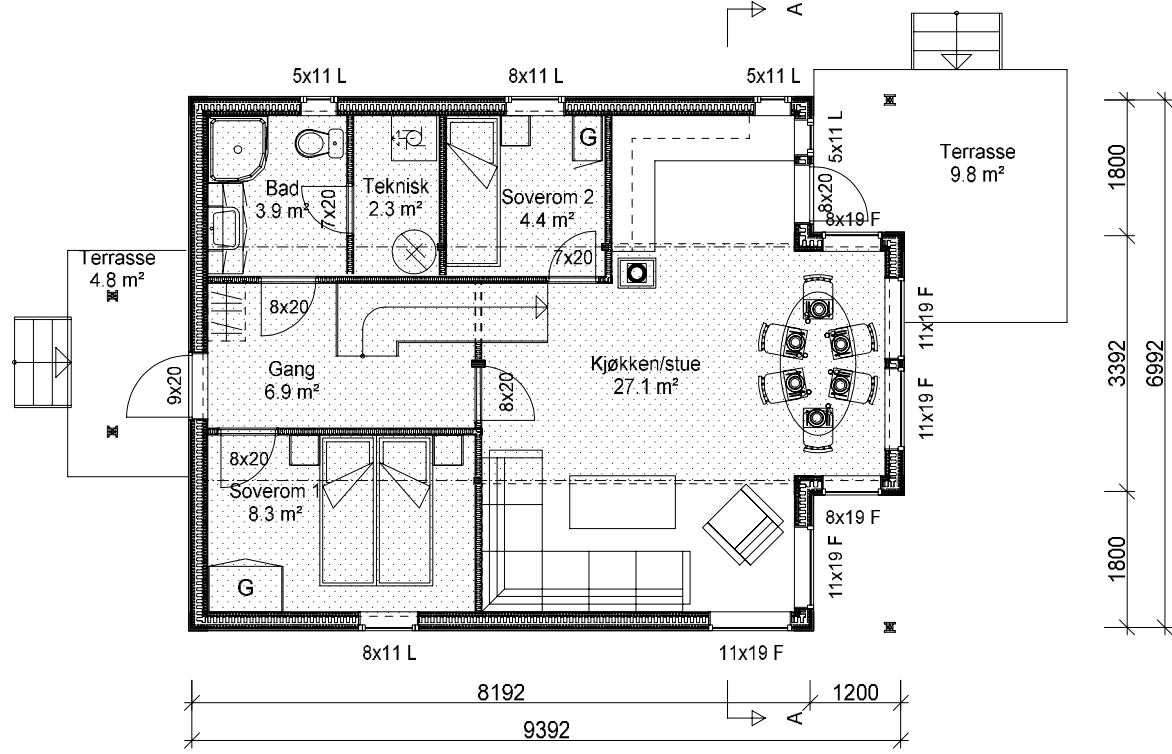 A
5x11 L
8x11 L
5x11 L
5x11 L
Terrasse
9.8 m²
1800
G
Bad
3.9 m²
7x20
Teknisk
2.3 m²
Soverom 2
4.4 m²
8x20
8x19 F
Terrasse
4.8 m²
7x20
8x20
11x19 F
3392
6992
9x20
Gang
6.9 m²
8x20
Kjøkken/stue
27.1 m²
11x19 F
8x20
Soverom 1
8.3 m²
8x19 F
11x19 F
1800
G
8x11 L
11x19 F
8192
1200
A
9392